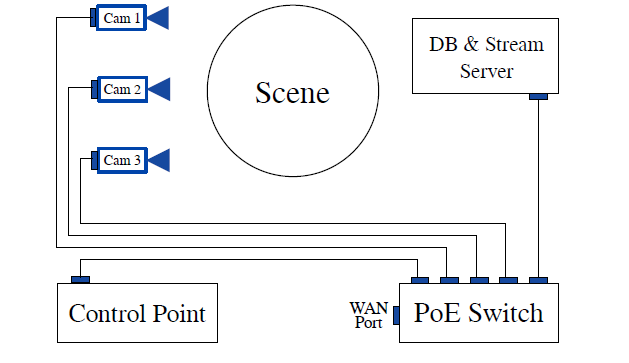 Cam 1
DB & Stream
Server
Cam 2
Scene
Cam 3
Control Point
WAN
Port
PoE Switch